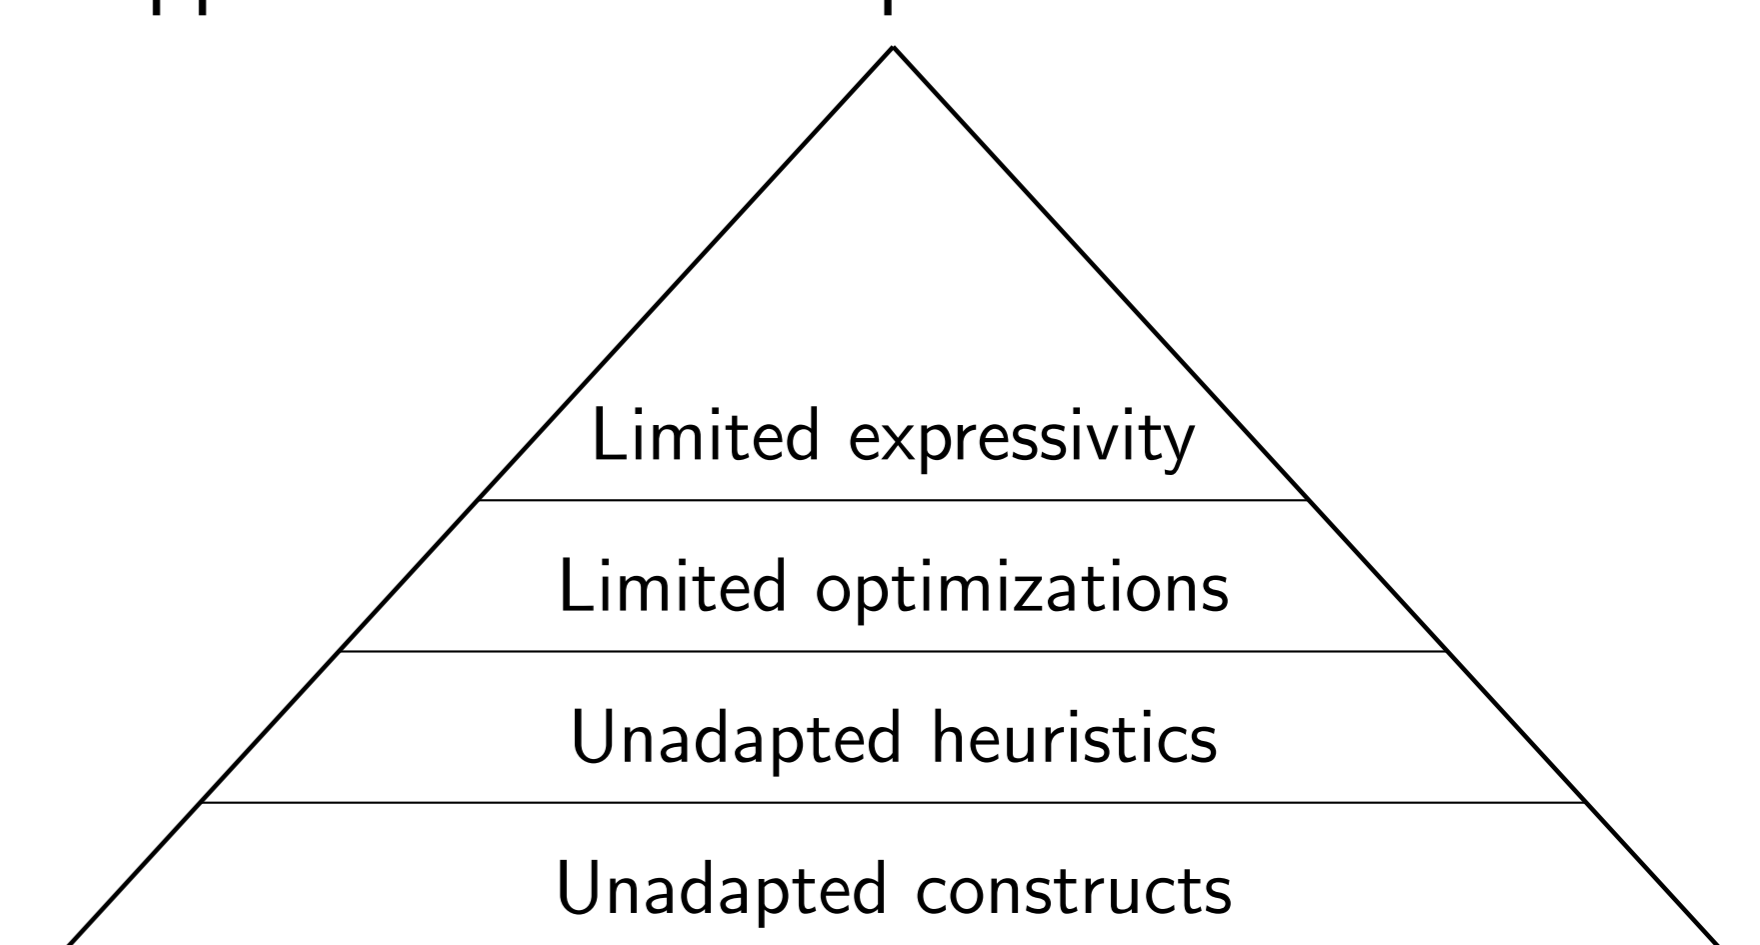 Limited expressivity
Limited optimizations
Unadapted heuristics
Unadapted constructs